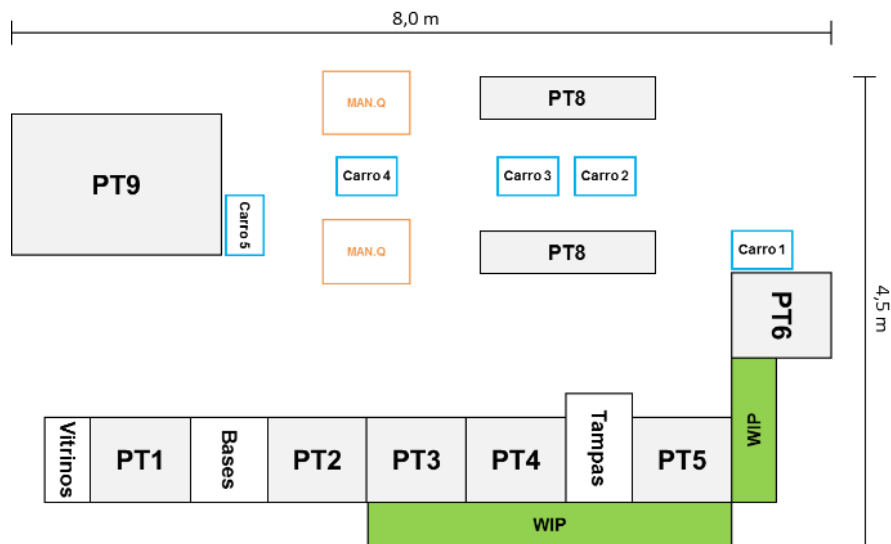 8,0 m
MAN.Q
PT8
PT9
Carro 4
Carro 3
Carro 2
Carro 5
MAN.Q
PT8
Carro 1
4,5 m
PT6
WIP
Vitrinos
PT1
Bases
PT2
PT3
PT4
Tampas
PT5
WIP